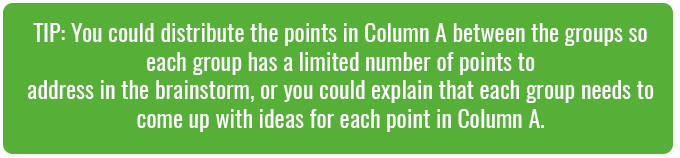 TIP: You could distribute the points in Column A between the groups so
each group has a limited number of points to
address in the brainstorm, or you could explain that each group needs to
come up with ideas for each point in Column A.